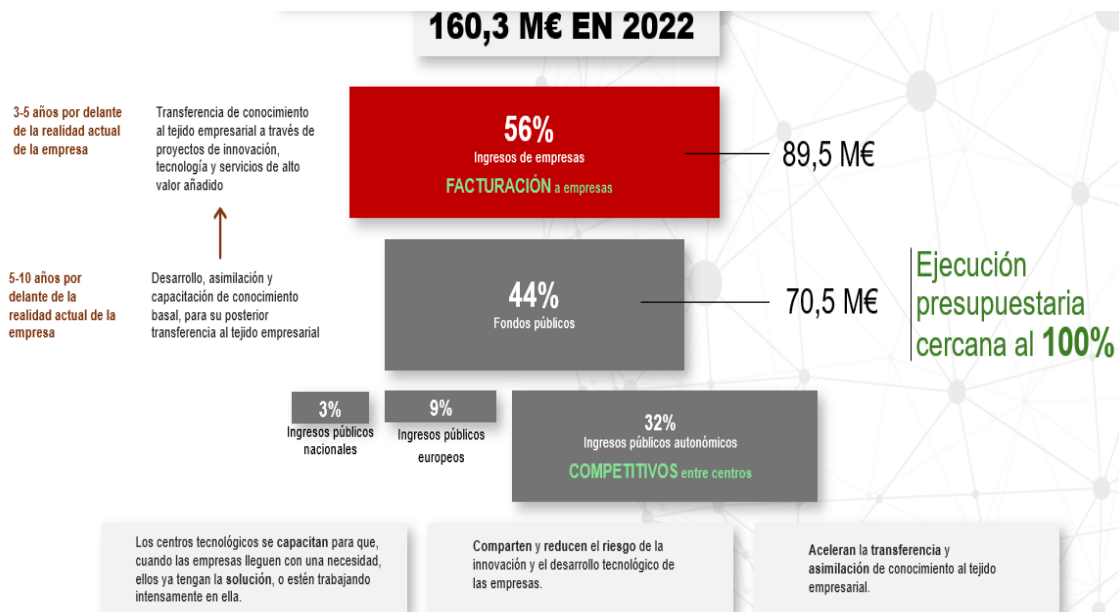 160,3 M€ EN 2022
3-5 años por delante
de la realidad actual
de la empresa
Transferencia de conocimiento
al tejido empresarial a través de
proyectos de innovación,
tecnología y servicios de alto
valor añadido
56%
Ingresos de empresas
FACTURACIÓN a empresas
89,5 M€
5-10 años por
delante de la
realidad actual de la
empresa
Desarrollo, asimilación y
capacitación de conocimiento
basal, para su posterior
transferencia al tejido empresarial
44%
Fondos públicos
70,5 M€
Ejecución
presupuestaria
cercana al 100%
3%
Ingresos públicos
nacionales
9%
Ingresos públicos
europeos
32%
Ingresos públicos autonómicos
COMPETITIVOS entre centros
Los centros tecnológicos se capacitan para que,
cuando las empresas lleguen con una necesidad,
ellos ya tengan la solución, o estén trabajando
intensamente en ella.
Comparten y reducen el riesgo de la
innovación y el desarrollo tecnológico de
las empresas.
Aceleran la transferencia y
asimilación de conocimiento al tejido
empresarial.